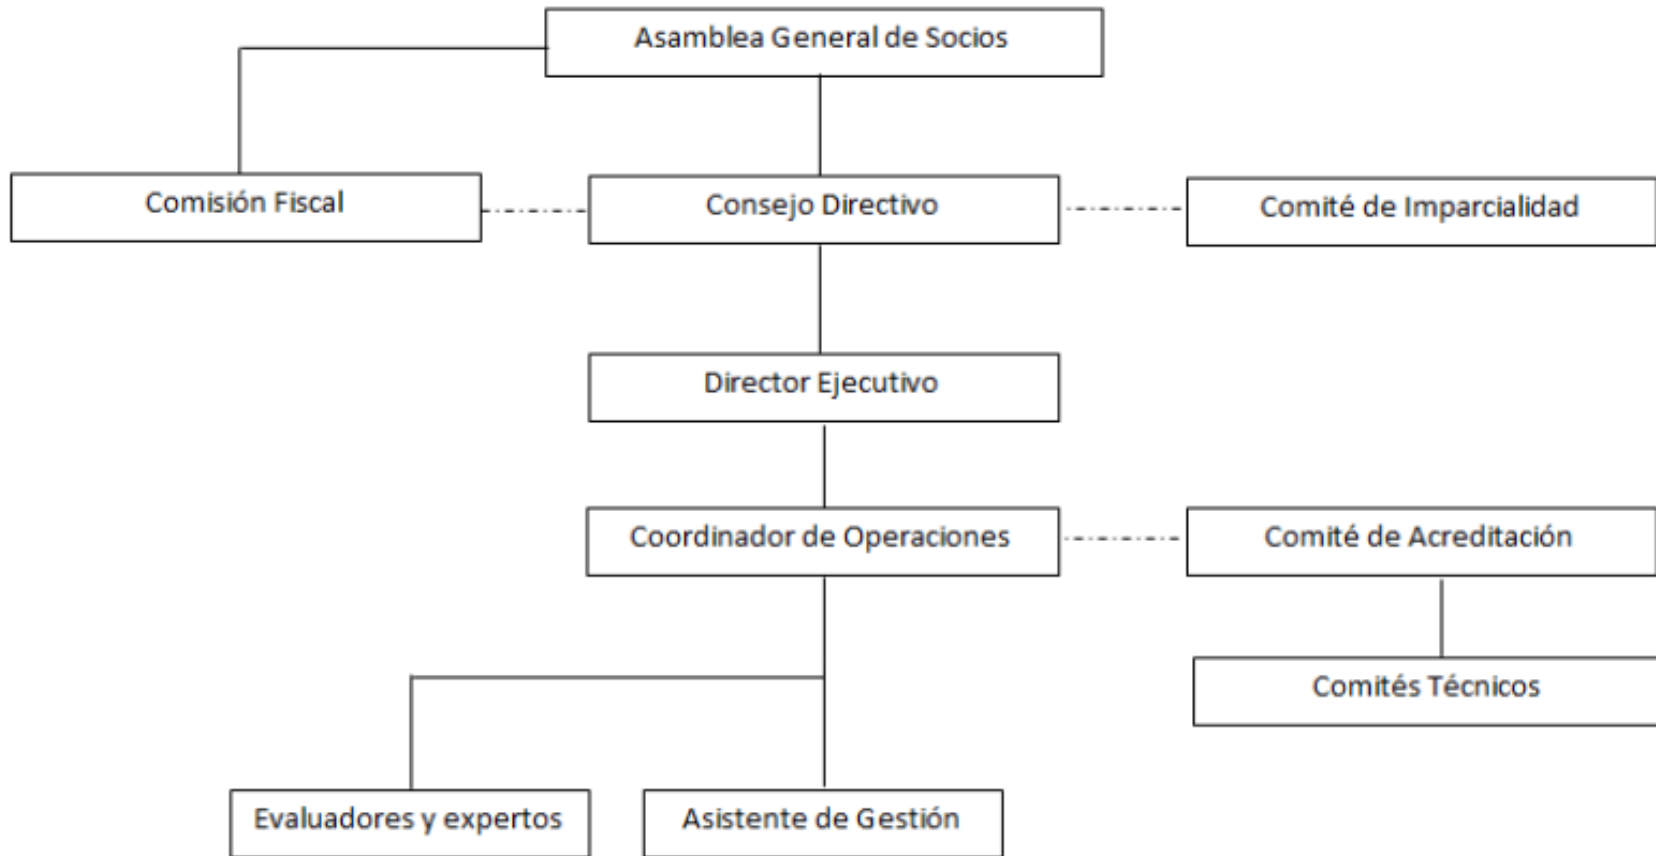 Asamblea General de Socios
Comisión Fiscal
Consejo Directivo
Comité de Imparcialidad
Director Ejecutivo
Coordinador de Operaciones
Comité de Acreditación
Comités Técnicos
Evaluadores y expertos
Asistente de Gestión